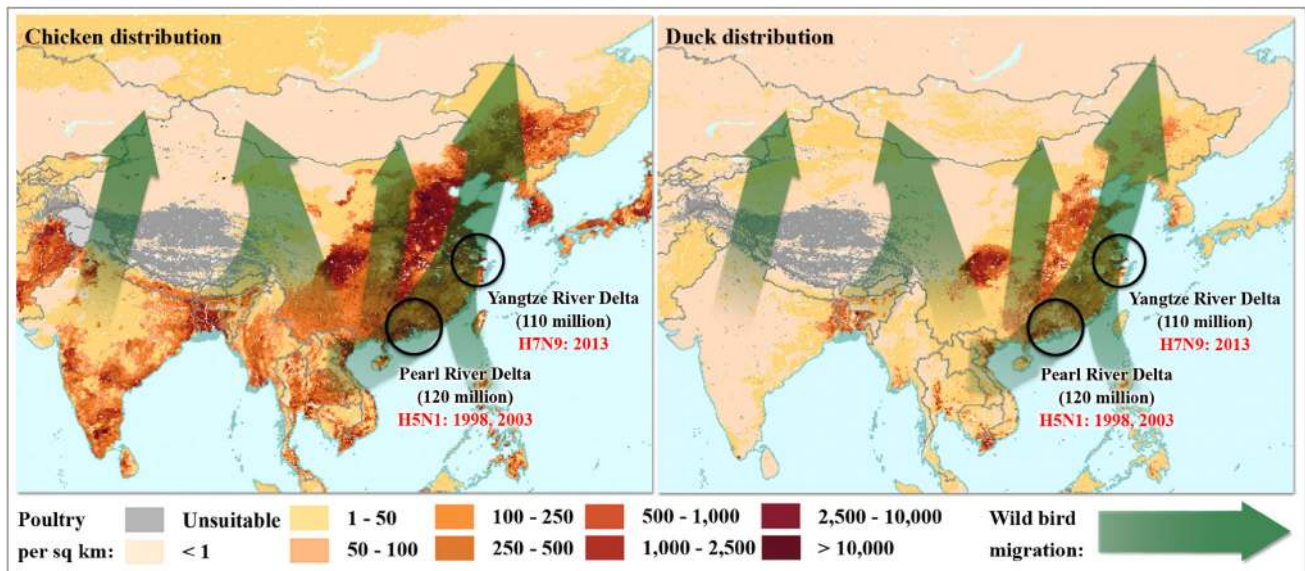 Chicken distribution
Yangtze River Delta
(110 million)
H7N9: 2013
Pearl River Delta
(120 million)
H5N1: 1998, 2003
Duck distribution
Yangtze River Delta
(110 million)
H7N9: 2013
Pearl River Delta
(120 million)
H5N1: 1998, 2003
Poultry Unsuitable 1 - 50 100 - 250 500 - 1,000 2,500 - 10,000 Wild bird
per sq km: < 1 50 - 100 250 - 500 1,000 - 2,500 > 10,000 migration: